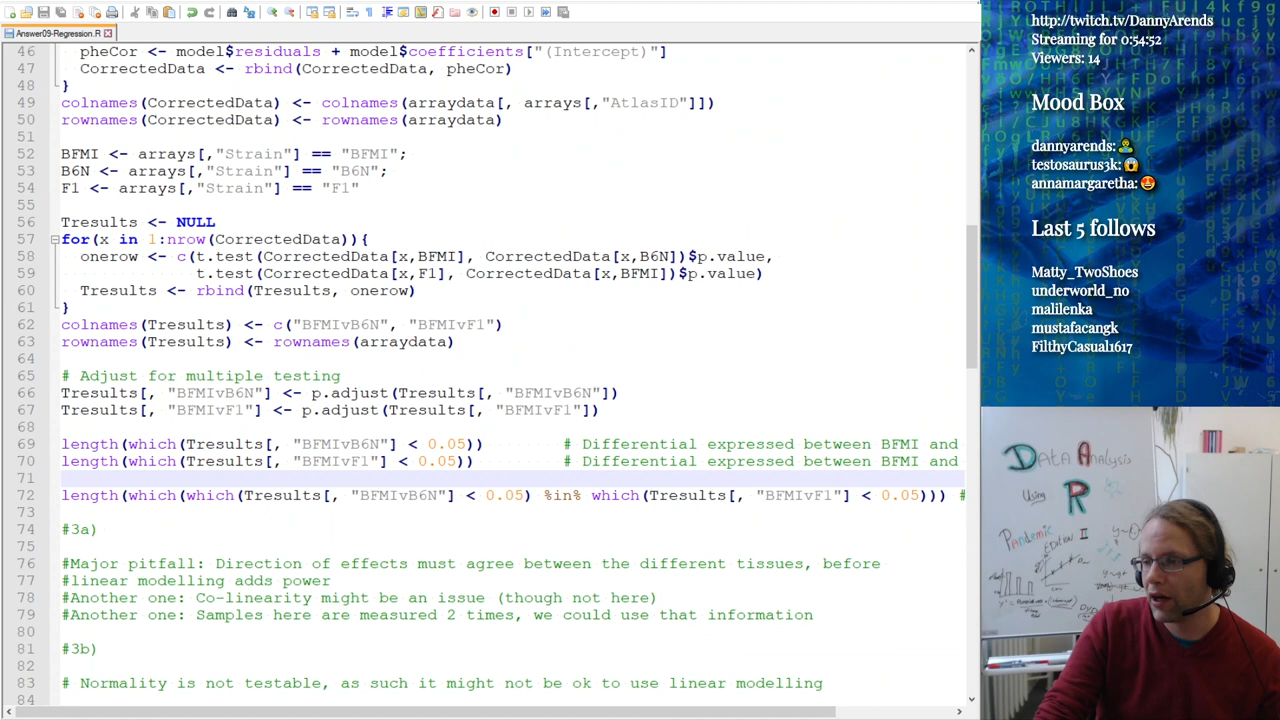 Answer09-Regression.R
46 pheCor <- model$residuals + model$coefficients["(Intercept)"]
47 CorrectedData <- rbind(CorrectedData, pheCor)
48 }
49 colnames(CorrectedData) <- colnames(arraydata[, arrays[,"AtlasID"]])
50 rownames(CorrectedData) <- rownames(arraydata)
51
52 BFMI <- arrays[,"Strain"] == "BFMI";
53 B6N <- arrays[,"Strain"] == "B6N";
54 F1 <- arrays[,"Strain"] == "F1"
55
56 Tresults <- NULL
57 for(x in 1:nrow(CorrectedData)){
58 onerow <- c(t.test(CorrectedData[x,BFMI], CorrectedData[x,B6N])$p.value,
59 t.test(CorrectedData[x,F1], CorrectedData[x,BFMI])$p.value)
60 Tresults <- rbind(Tresults, onerow)
61 }
62 colnames(Tresults) <- c("BFMIvB6N", "BFMIvF1")
63 rownames(Tresults) <- rownames(arraydata)
64
65 # Adjust for multiple testing
66 Tresults[, "BFMIvB6N"] <- p.adjust(Tresults[, "BFMIvB6N"])
67 Tresults[, "BFMIvF1"] <- p.adjust(Tresults[, "BFMIvF1"])
68
69 length(which(Tresults[, "BFMIvB6N"] < 0.05)) # Differential expressed between BFMI and
70 length(which(Tresults[, "BFMIvF1"] < 0.05)) # Differential expressed between BFMI and
71
72 length(which(which(Tresults[, "BFMIvB6N"] < 0.05) %in% which(Tresults[, "BFMIvF1"] < 0.05))) #
73
74 #3a)
75
76 #Major pitfall: Direction of effects must agree between the different tissues, before
77 #linear modelling adds power
78 #Another one: Co-linearity might be an issue (though not here)
79 #Another one: Samples here are measured 2 times, we could use that information
80
81 #3b)
82
83 # Normality is not testable, as such it might not be ok to use linear modelling
84
http://twitch.tv/DannyArends
Streaming for 0:54:52
Viewers: 14
Mood Box
dannyarends:
testosaurus3k:
annamargaretha:
Last 5 follows
Matty_TwoShoes
underworld_no
malilenka
mustafacangk
FilthyCasual1617
Data Analysis
Using
R
Pandemic
Edition II